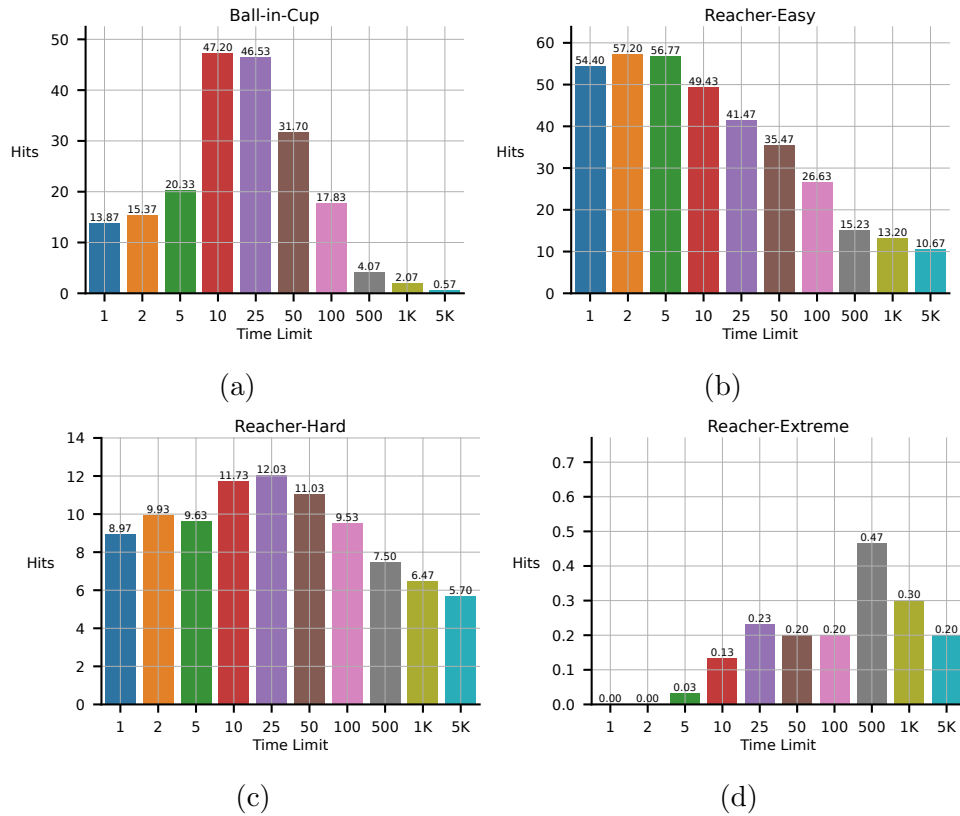 Ball-in-Cup
50
40
30
20
10
0
Hits
13.87 15.37 20.33 47.20 46.53 31.70 17.83 4.07 2.07 0.57
1 2 5 10 25 50 100 500 1K 5K
Time Limit
(a)
Reacher-Easy
60
50
40
30
20
10
0
Hits
54.40 57.20 56.77 49.43 41.47 35.47 26.63 15.23 13.20 10.67
1 2 5 10 25 50 100 500 1K 5K
Time Limit
(b)
Reacher-Hard
14
12
10
8
6
4
2
0
Hits
8.97 9.93 9.63 11.73 12.03 11.03 9.53 7.50 6.47 5.70
1 2 5 10 25 50 100 500 1K 5K
Time Limit
(c)
Reacher-Extreme
0.7
0.6
0.5
0.4
0.3
0.2
0.1
0.0
Hits
0.00 0.00 0.03 0.13 0.23 0.20 0.20 0.47 0.30 0.20
1 2 5 10 25 50 100 500 1K 5K
Time Limit
(d)